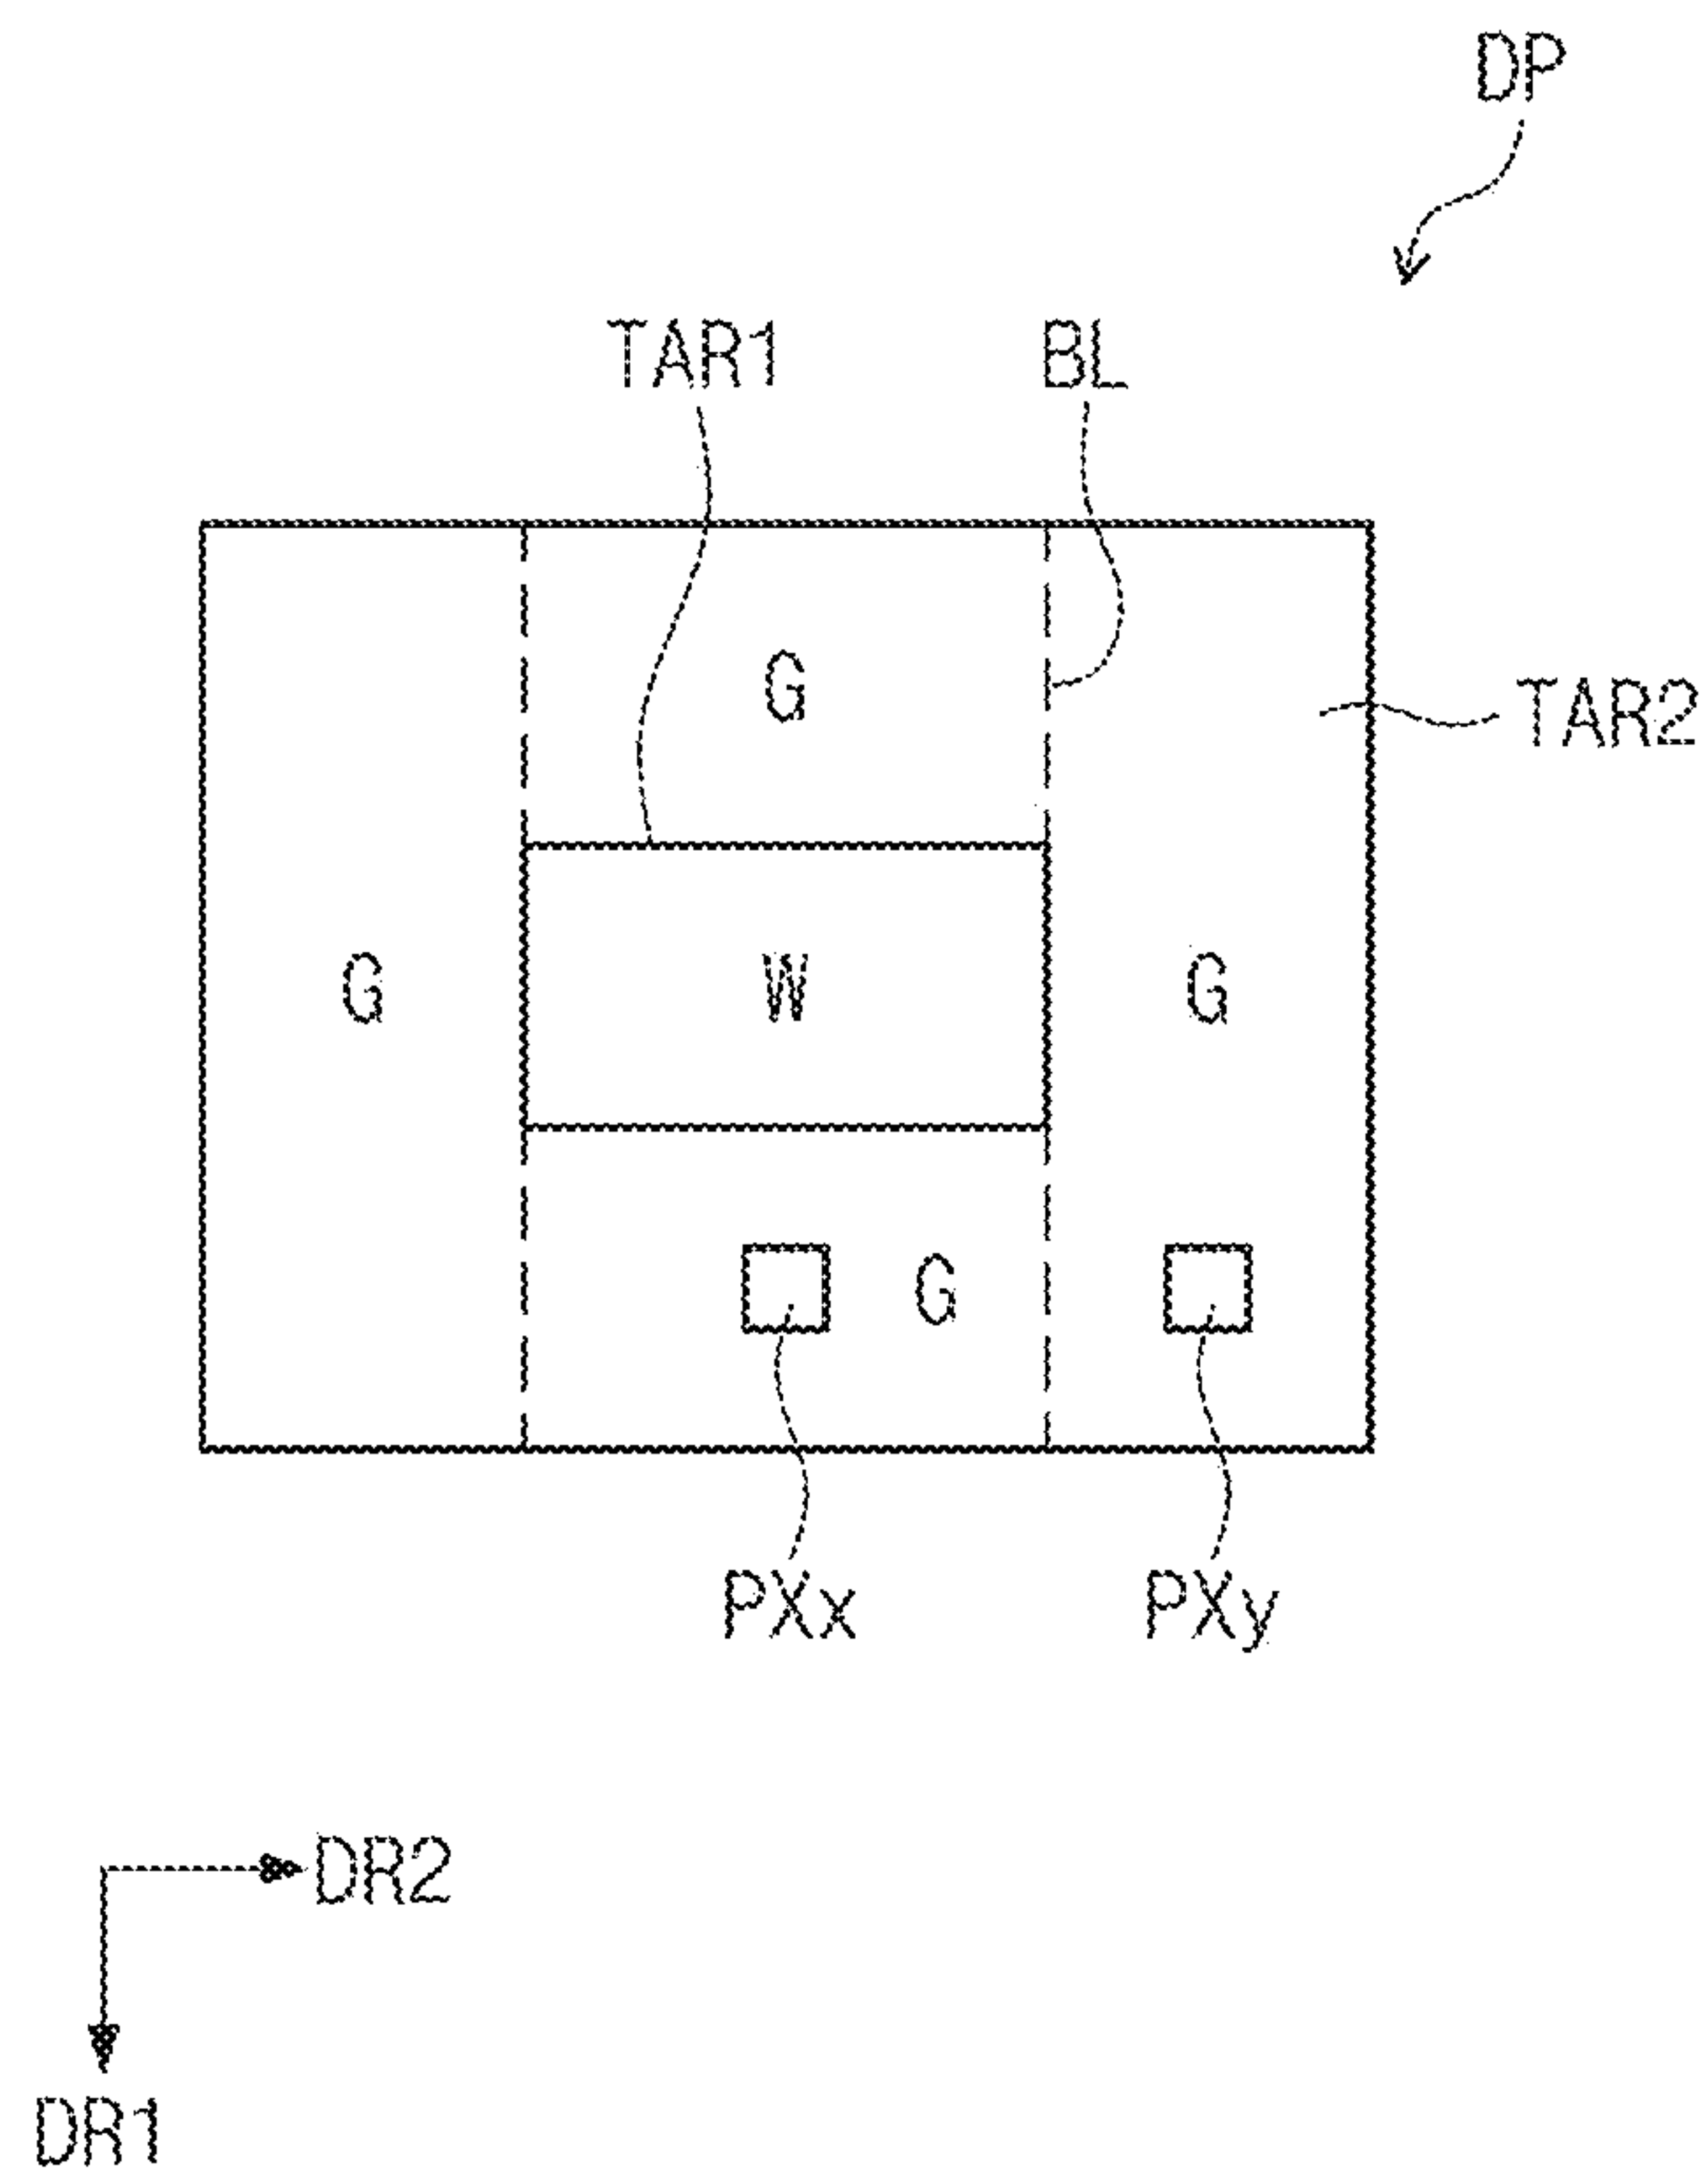 DP
TAR1 BL
G
TAR2
G W G
G
PXx PXy
DR2
DR1